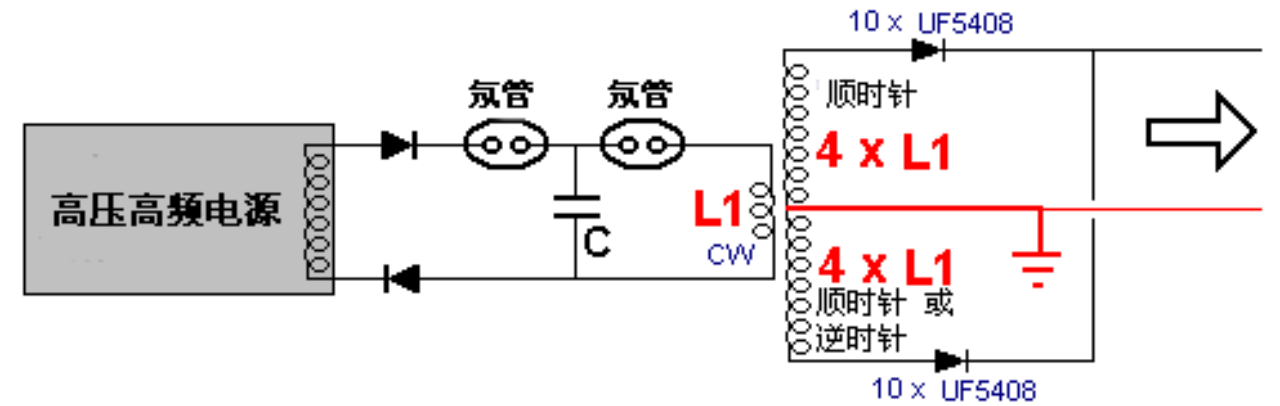 10 x UF5408
氖管
氖管
顺时针
4 x L1
高压高频电源
L1
C
CW
4 x L1
顺时针 或
逆时针
10 x UF5408